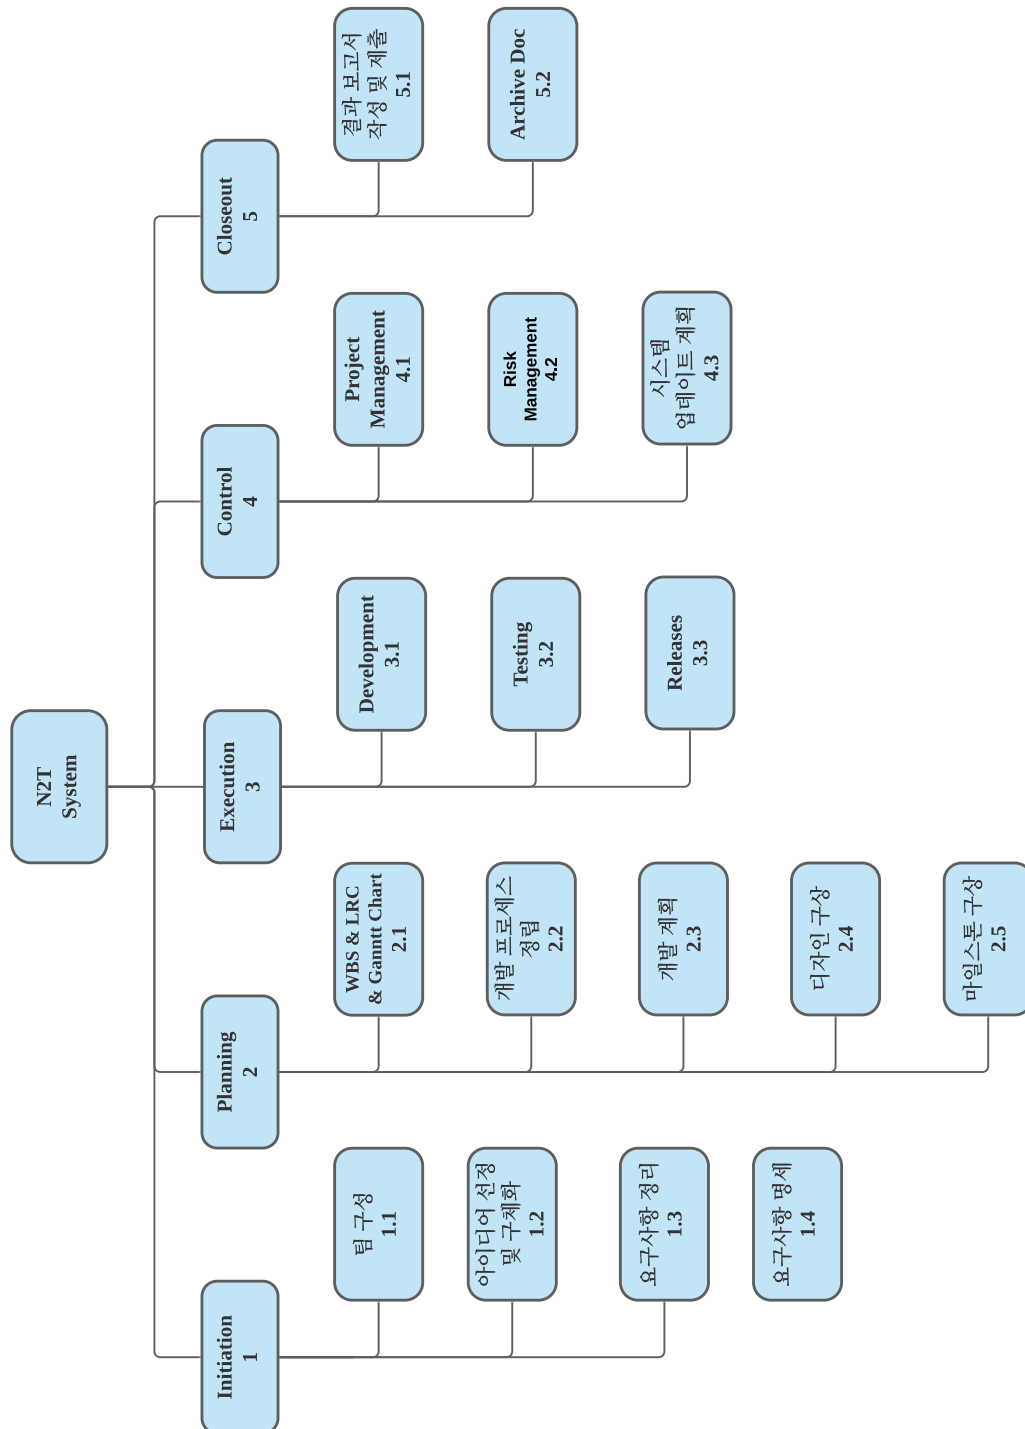 N2T
System
Initiation
1
팀 구성
1.1
아이디어 선정
및 구체화
1.2
요구사항 정리
1.3
요구사항 명세
1.4
Planning
2
WBS & LRC
& Ganntt Chart
2.1
개발 프로세스
정립
2.2
개발 계획
2.3
디자인 구상
2.4
마일스톤 구상
2.5
Execution
3
Development
3.1
Testing
3.2
Releases
3.3
Control
4
Project
Management
4.1
Risk
Management
4.2
시스템
업데이트 계획
4.3
Closeout
5
결과 보고서
작성 및 제출
5.1
Archive Doc
5.2